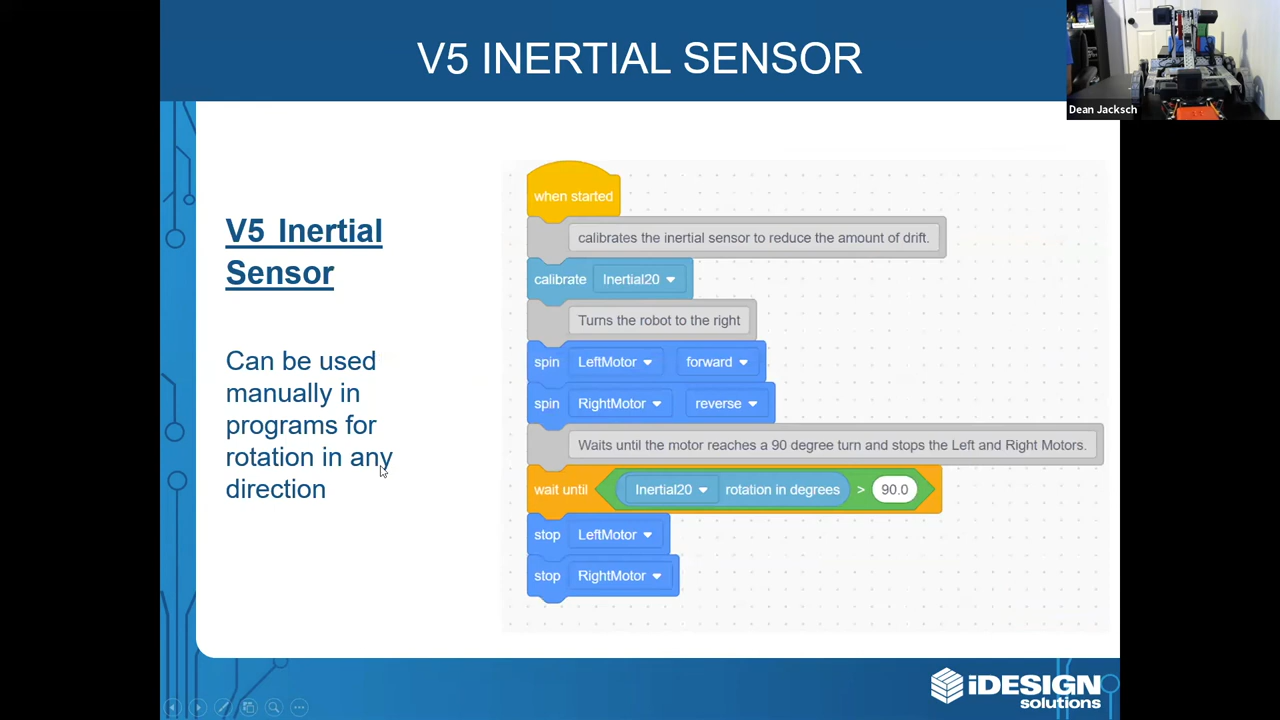 V5 INERTIAL SENSOR
Dean Jacksch
V5 Inertial
Sensor
Can be used
manually in
programs for
rotation in any
direction
when started
calibrates the inertial sensor to reduce the amount of drift.
calibrate Inertial20
Turns the robot to the right
spin LeftMotor forward
spin RightMotor reverse
Waits until the motor reaches a 90 degree turn and stops the Left and Right Motors.
wait until Inertial20 rotation in degrees > 90.0
stop LeftMotor
stop RightMotor
iDESIGN
solutions